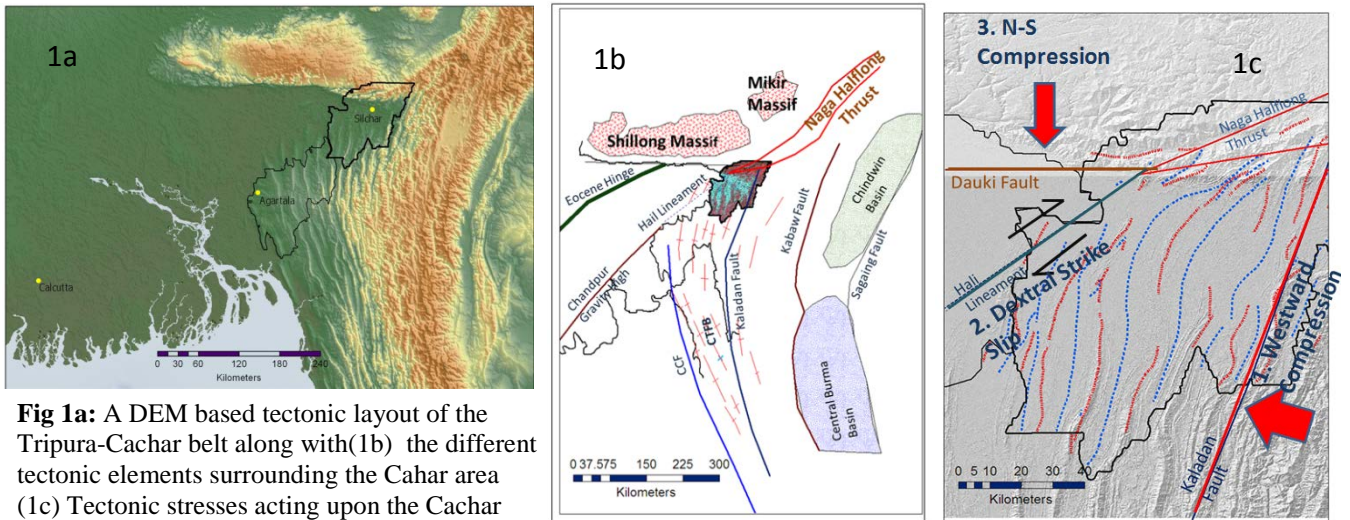 1a
Silchar
Agartala
Calcutta
0 30 60 120 180 240
Kilometers
1b
Mikir
Massif
Naga Halflong
Thrust
Shillong Massif
Eocene Hinge
Hail Lineament
Chandpur
Gravity High
CCF
CTFB
Kaladan Fault
Kabaw Fault
Chindwin
Basin
Sagaing Fault
Central Burma
Basin
0 37.575 150 225 300
Kilometers
3. N-S
Compression
1c
Naga Halflong
Thrust
Dauki Fault
Hali
Lineament
2. Dextral Strike
Slip
1. Westward
Compression
Kaladan
Fault
0 5 10 20 30 40
Kilometers
Fig 1a: A DEM based tectonic layout of the
Tripura-Cachar belt along with(1b) the different
tectonic elements surrounding the Cahar area
(1c) Tectonic stresses acting upon the Cachar